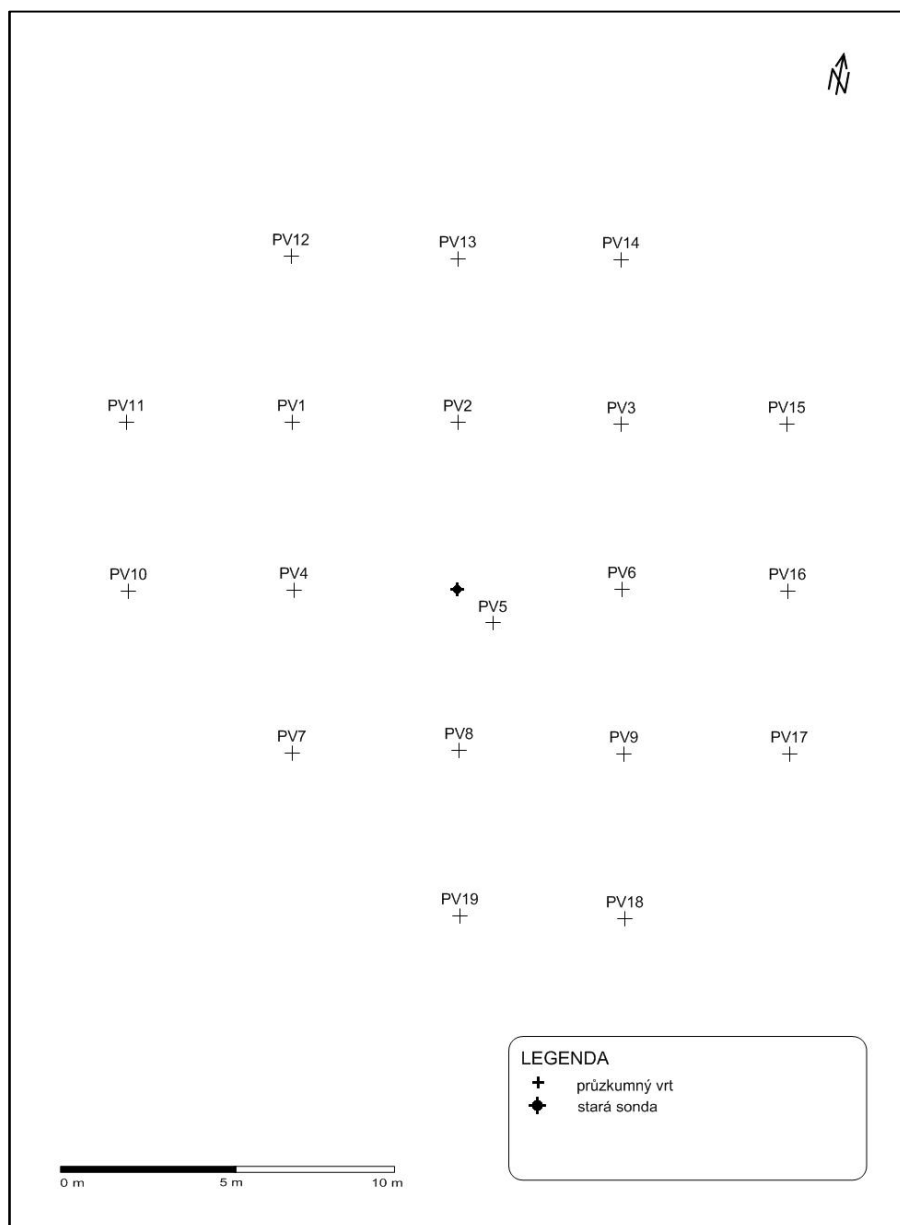 N
PV12 PV13 PV14
PV11 PV1 PV2 PV3 PV15
PV10 PV4 PV6 PV16
PV5
PV7 PV8 PV9 PV17
PV19 PV18
LEGENDA
průzkumný vrt
stará sonda
0 m 5 m 10 m